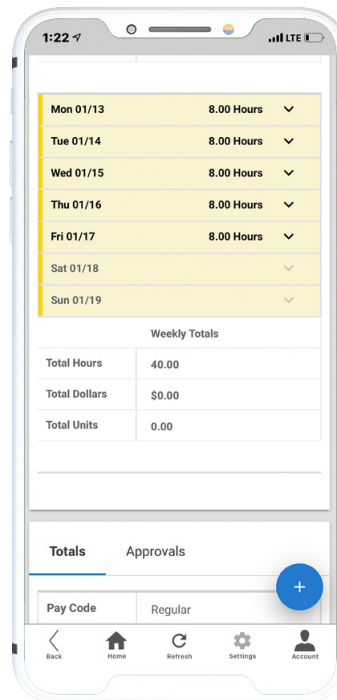 1:22 LTE
Mon 01/13 8.00 Hours
Tue 01/14 8.00 Hours
Wed 01/15 8.00 Hours
Thu 01/16 8.00 Hours
Fri 01/17 8.00 Hours
Sat 01/18
Sun 01/19
Weekly Totals
Total Hours 40.00
Total Dollars $0.00
Total Units 0.00
Totals Approvals
+
Pay Code Regular
Back Home Refresh Settings Account